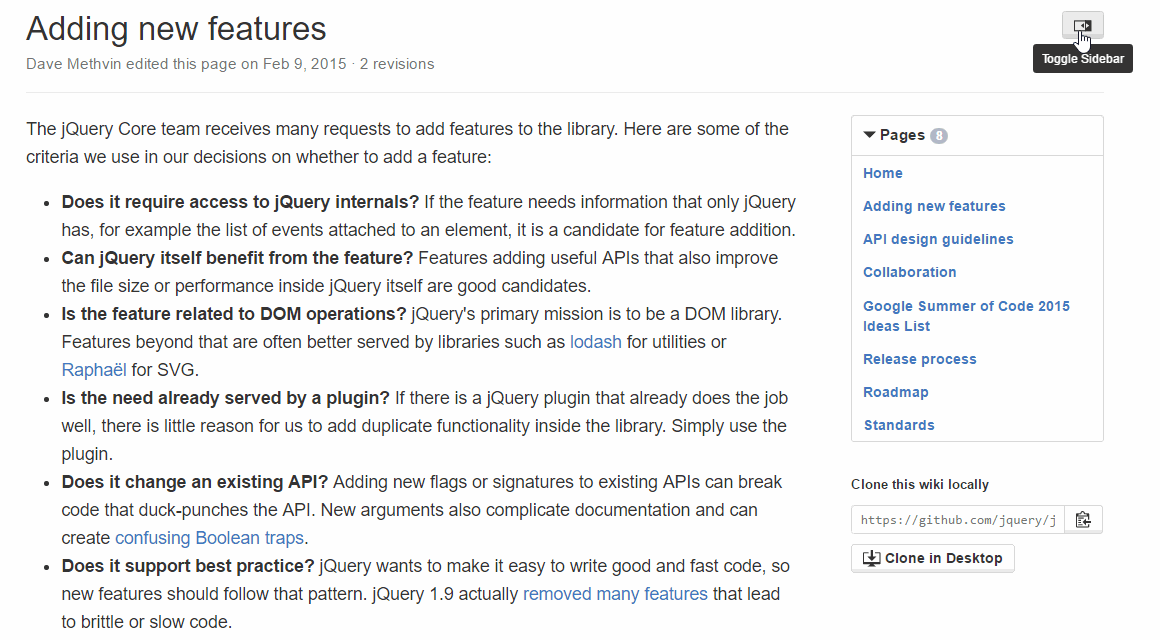 Adding new features
Dave Methvin edited this page on Feb 9, 2015 · 2 revisions
Toggle Sidebar
The jQuery Core team receives many requests to add features to the library. Here are some of the
criteria we use in our decisions on whether to add a feature:
• Does it require access to jQuery internals? If the feature needs information that only jQuery
has, for example the list of events attached to an element, it is a candidate for feature addition.
• Can jQuery itself benefit from the feature? Features adding useful APIs that also improve
the file size or performance inside jQuery itself are good candidates.
• Is the feature related to DOM operations? jQuery's primary mission is to be a DOM library.
Features beyond that are often better served by libraries such as lodash for utilities or
Raphaël for SVG.
• Is the need already served by a plugin? If there is a jQuery plugin that already does the job
well, there is little reason for us to add duplicate functionality inside the library. Simply use the
plugin.
• Does it change an existing API? Adding new flags or signatures to existing APIs can break
code that duck-punches the API. New arguments also complicate documentation and can
create confusing Boolean traps.
• Does it support best practice? jQuery wants to make it easy to write good and fast code, so
new features should follow that pattern. jQuery 1.9 actually removed many features that lead
to brittle or slow code.
Pages 8
Home
Adding new features
API design guidelines
Collaboration
Google Summer of Code 2015
Ideas List
Release process
Roadmap
Standards
Clone this wiki locally
https://github.com/jquery/j
Clone in Desktop